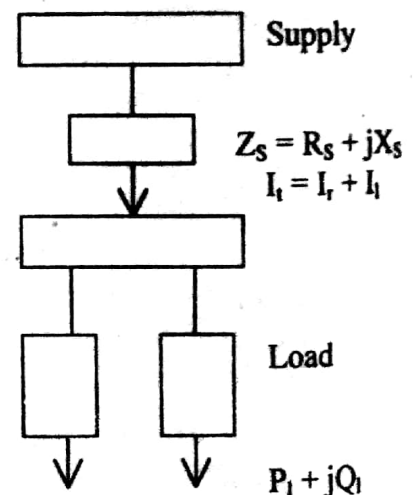 Supply
Z_S = R_S + jX_S
I_t = I_r + I_l
Load
P_l + jQ_l